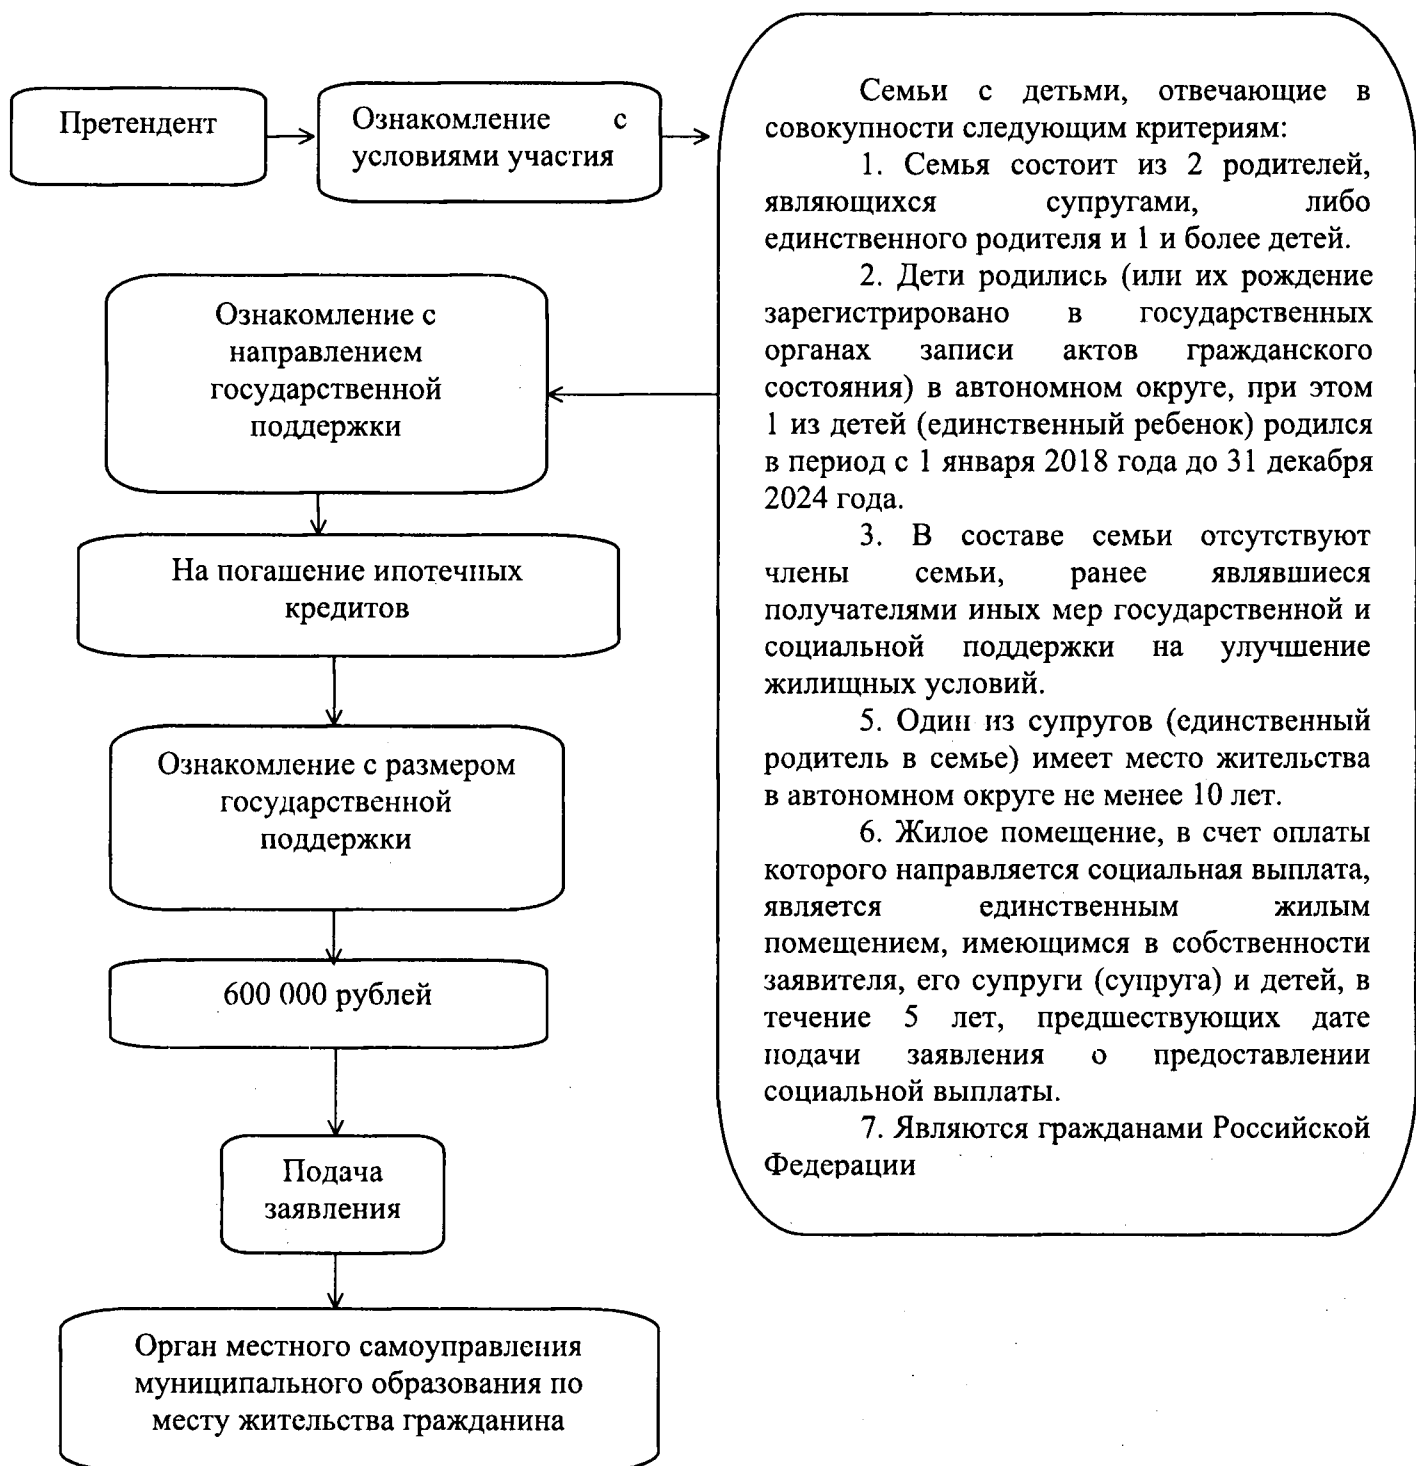 Претендент
Ознакомление с
условиями участия
Семьи с детьми, отвечающие в
совокупности следующим критериям:
1. Семья состоит из 2 родителей,
являющихся супругами, либо
единственного родителя и 1 и более детей.
2. Дети родились (или их рождение
зарегистрировано в государственных
органах записи актов гражданского
состояния) в автономном округе, при этом
1 из детей (единственный ребенок) родился
в период с 1 января 2018 года до 31 декабря
2024 года.
3. В составе семьи отсутствуют
члены семьи, ранее являвшиеся
получателями иных мер государственной и
социальной поддержки на улучшение
жилищных условий.
5. Один из супругов (единственный
родитель в семье) имеет место жительства
в автономном округе не менее 10 лет.
6. Жилое помещение, в счет оплаты
которого направляется социальная выплата,
является единственным жилым
помещением, имеющимся в собственности
заявителя, его супруги (супруга) и детей, в
течение 5 лет, предшествующих дате
подачи заявления о предоставлении
социальной выплаты.
7. Являются гражданами Российской
Федерации
Ознакомление с
направлением
государственной
поддержки
На погашение ипотечных
кредитов
Ознакомление с размером
государственной
поддержки
600 000 рублей
Подача
заявления
Орган местного самоуправления
муниципального образования по
месту жительства гражданина